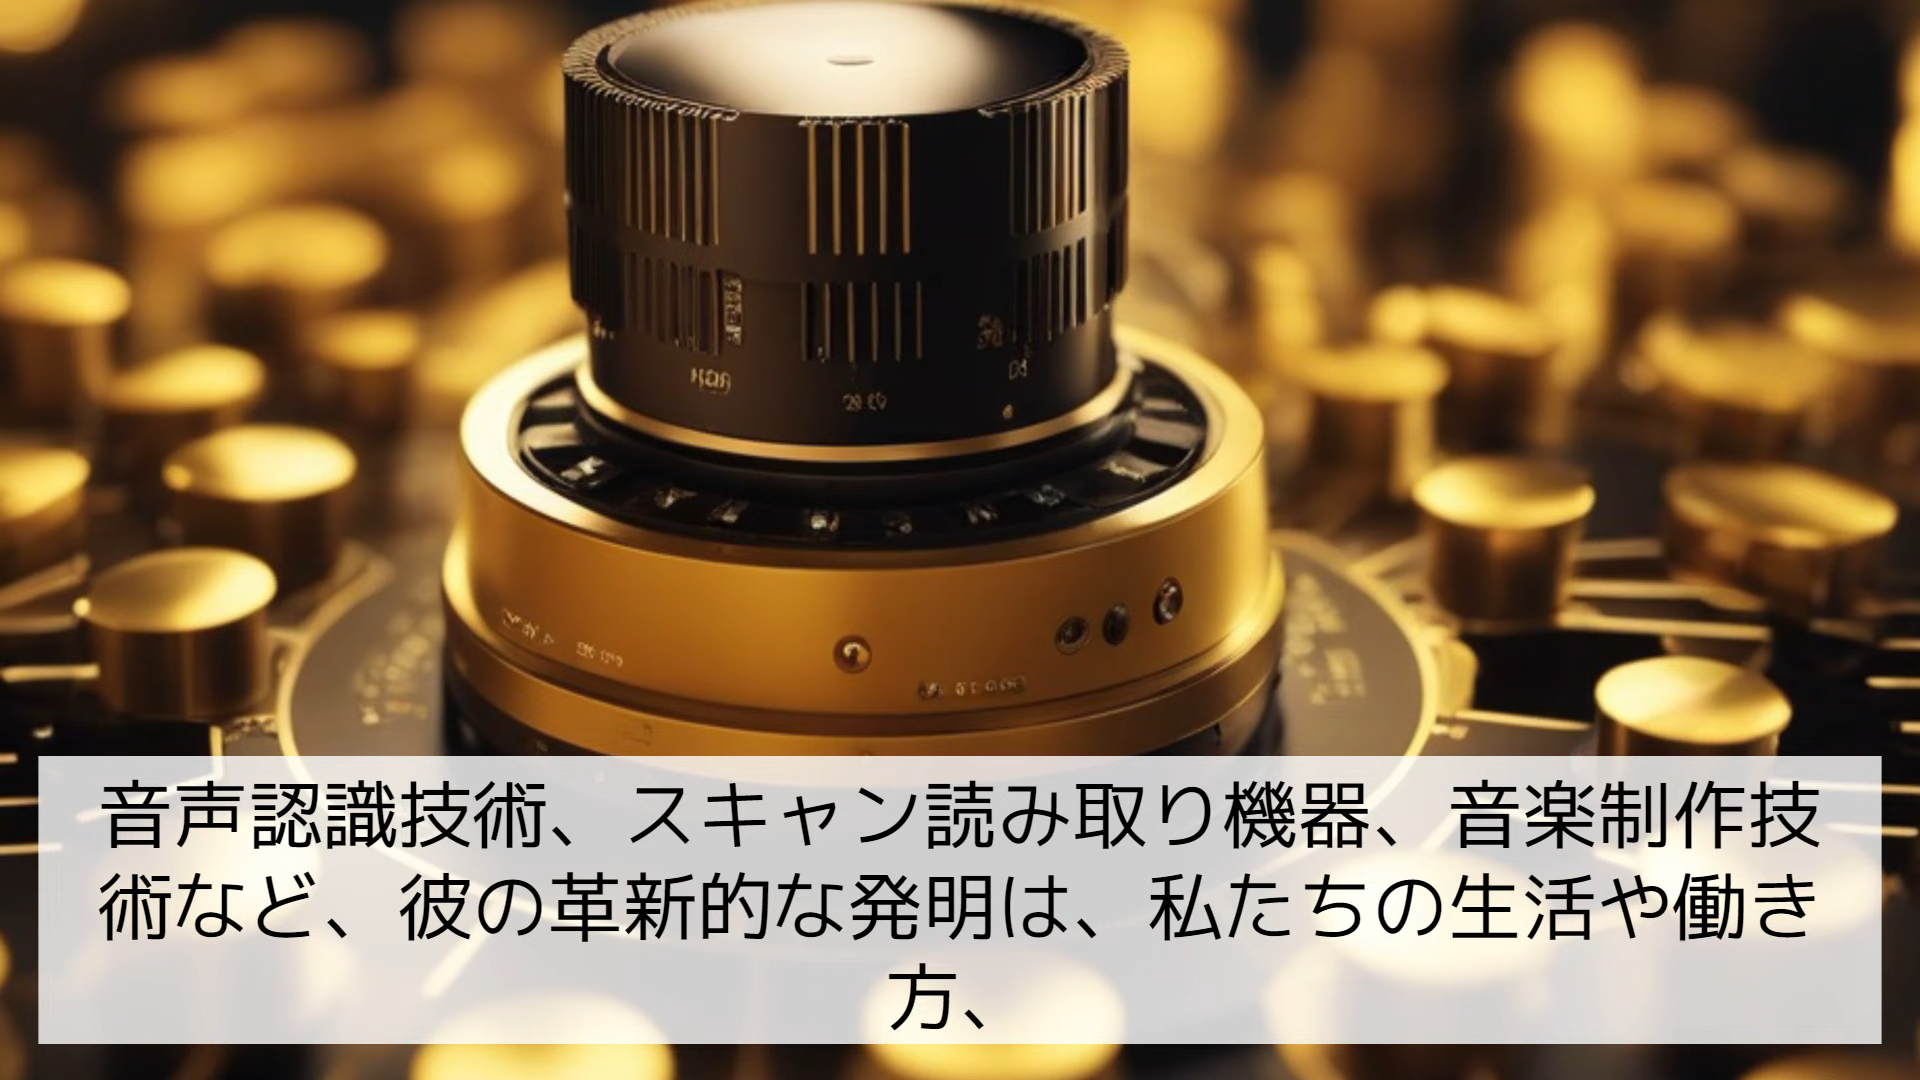 音声認識技術、スキャン読み取り機器、音楽制作技
術など、彼の革新的な発明は、私たちの生活や働き
方、